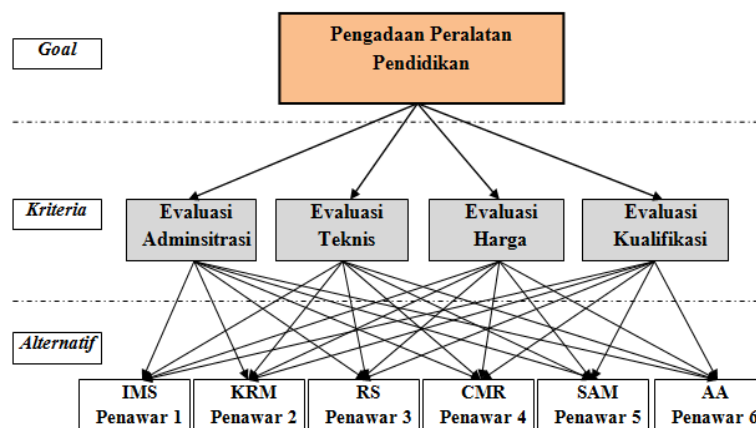 Goal
Pengadaan Peralatan
Pendidikan
Kriteria
Evaluasi
Adminsitrasi
Evaluasi
Teknis
Evaluasi
Harga
Evaluasi
Kualifikasi
Alternatif
IMS
Penawar 1
KRM
Penawar 2
RS
Penawar 3
CMR
Penawar 4
SAM
Penawar 5
AA
Penawar 6